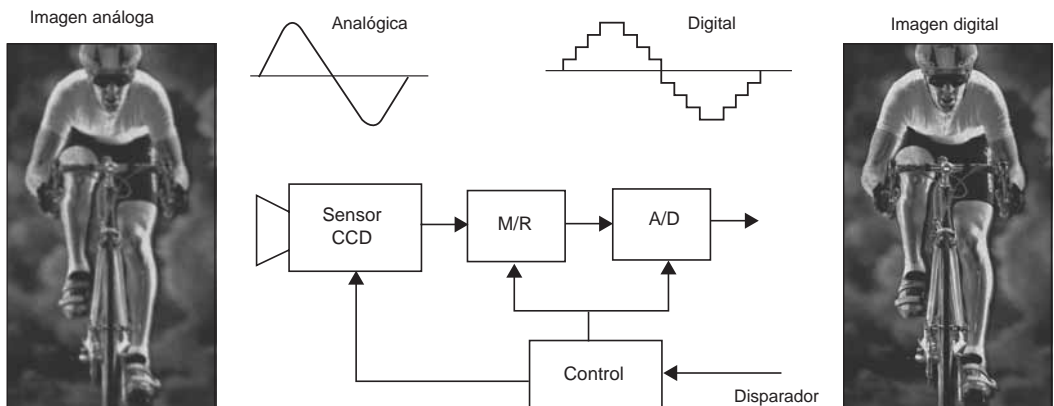 Imagen análoga
Analógica
Digital
Imagen digital
Sensor
CCD
M/R
A/D
Control
Disparador